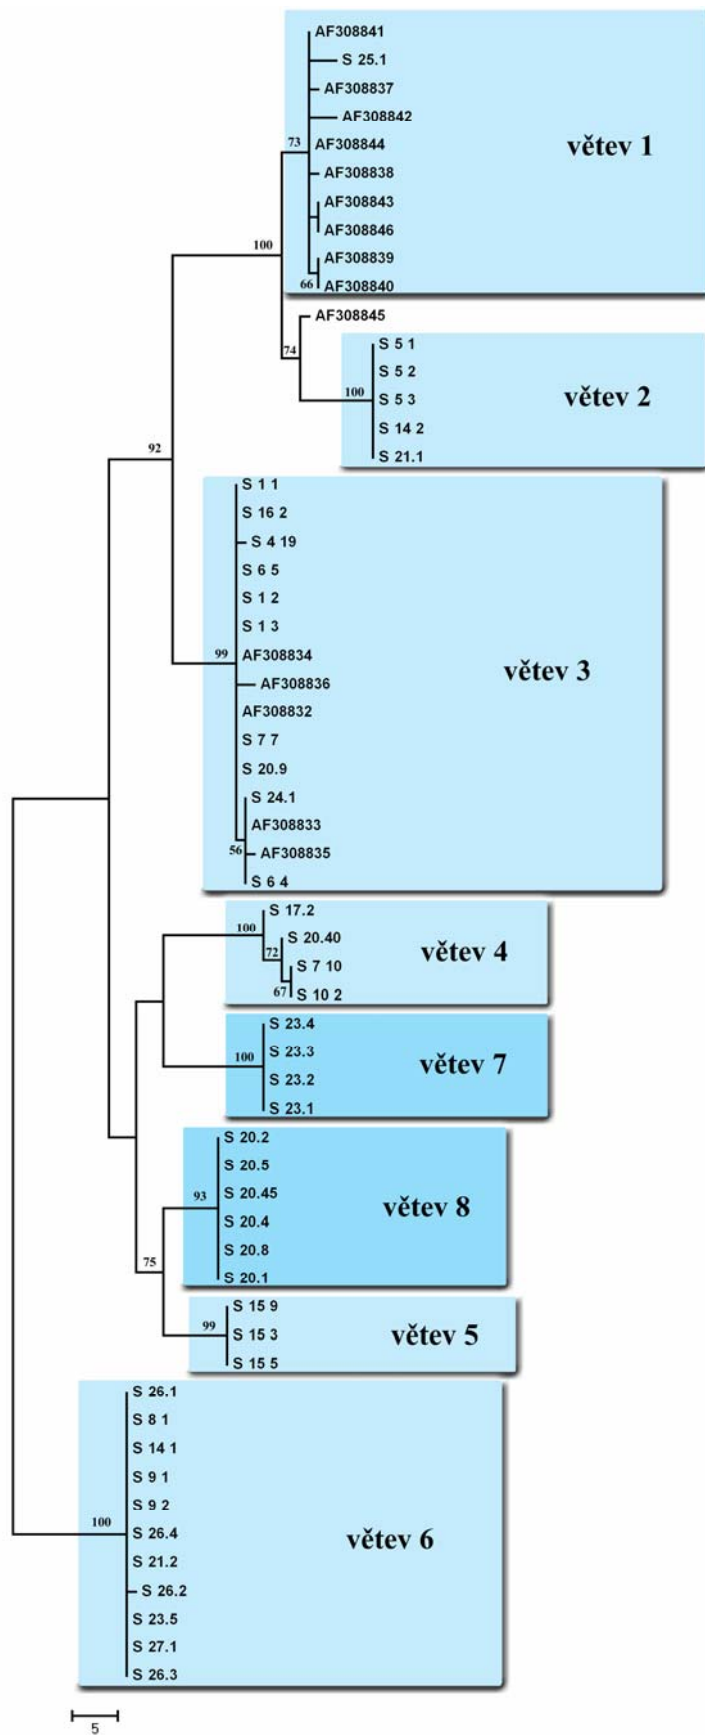 AF308841
S 25.1
AF308837
AF308842
73
AF308844
větev 1
AF308838
AF308843
AF308846
100
AF308839
66
AF308840
AF308845
74
S 5 1
S 5 2
100
S 5 3
větev 2
S 14 2
S 21.1
92
S 1 1
S 16 2
S 4 19
S 6 5
S 1 2
S 1 3
99
AF308834
větev 3
AF308836
AF308832
S 7 7
S 20.9
S 24.1
AF308833
56
AF308835
S 6 4
S 17.2
100
S 20.40
72
větev 4
S 7 10
67
S 10 2
S 23.4
100
S 23.3
větev 7
S 23.2
S 23.1
S 20.2
S 20.5
93
S 20.45
větev 8
S 20.4
S 20.8
75
S 20.1
S 15 9
99
S 15 3
větev 5
S 15 5
S 26.1
S 8 1
S 14 1
S 9 1
S 9 2
100
S 26.4
větev 6
S 21.2
S 26.2
S 23.5
S 27.1
S 26.3
5